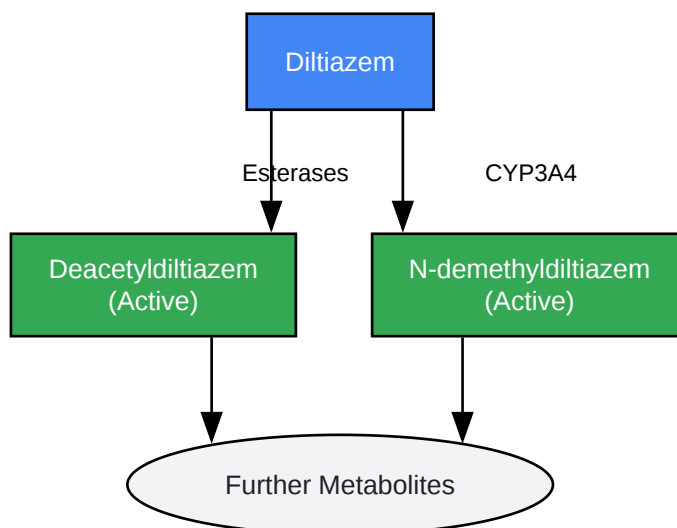 Diltiazem
Esterases
CYP3A4
Deacetyldiltiazem
(Active)
N-demethyldiltiazem
(Active)
Further Metabolites